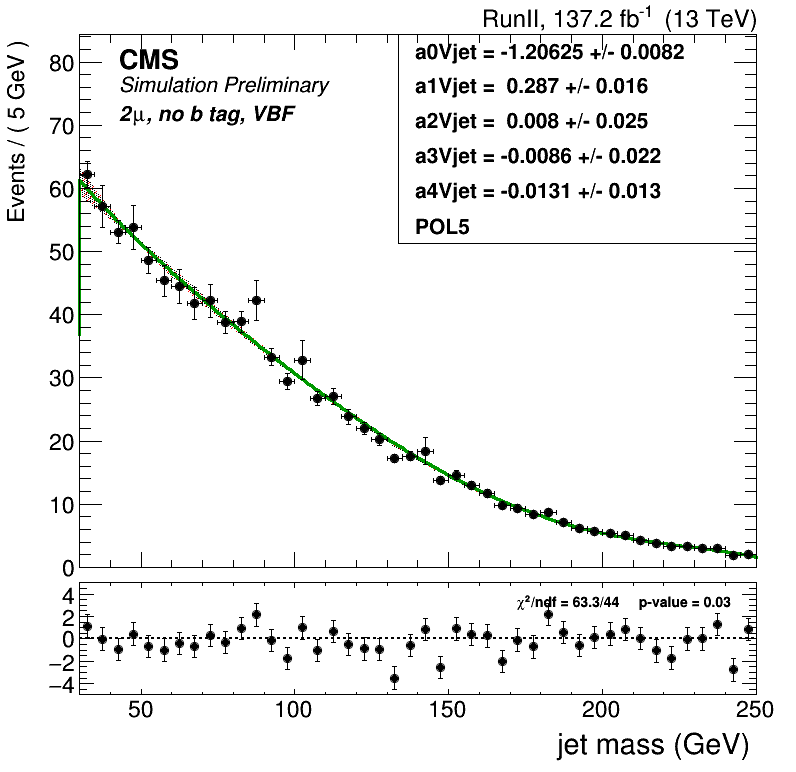 RunII, 137.2 fb-1 (13 TeV)
CMS
Simulation Preliminary
2μ, no b tag, VBF
a0Vjet = -1.20625 +/- 0.0082
a1Vjet = 0.287 +/- 0.016
a2Vjet = 0.008 +/- 0.025
a3Vjet = -0.0086 +/- 0.022
a4Vjet = -0.0131 +/- 0.013
POL5
Events / ( 5 GeV )
80
70
60
50
40
30
20
10
0
χ²/ndf = 63.3/44 p-value = 0.03
4
2
0
−2
−4
50 100 150 200 250
jet mass (GeV)